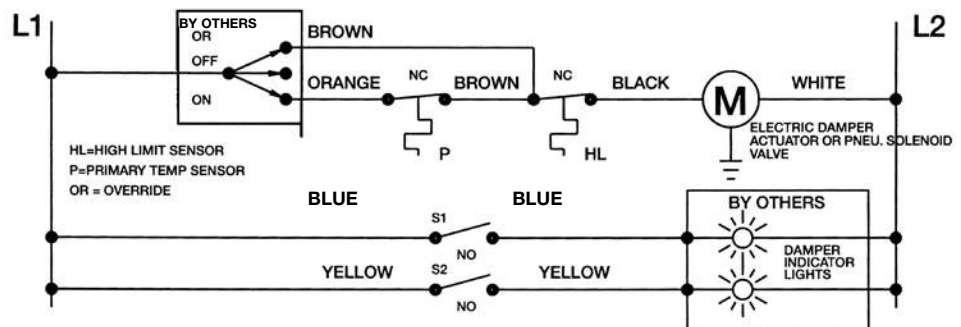 L1
BY OTHERS
L2
OR
BROWN
OFF
ORANGE
NC
BROWN
NC
BLACK
M
WHITE
ON
P
HL
ELECTRIC DAMPER
ACTUATOR OR PNEU. SOLENOID
VALVE
HL=HIGH LIMIT SENSOR
P=PRIMARY TEMP SENSOR
OR = OVERRIDE
BLUE
BLUE
BY OTHERS
S1
NO
DAMPER
INDICATOR
LIGHTS
YELLOW
S2
YELLOW
NO